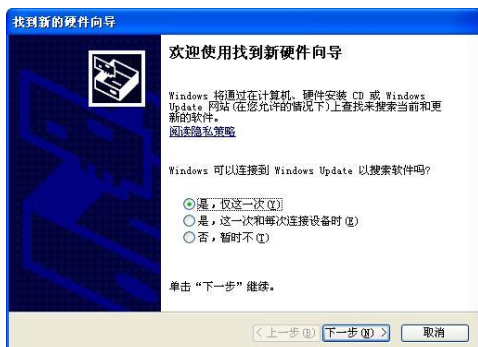 找到新的硬件向导
欢迎使用找到新硬件向导
Windows 将通过在计算机、硬件安装 CD 或 Windows
Update 网站(在您允许的情况下)上查找来搜索当前和更
新的软件。
阅读隐私策略
Windows 可以连接到 Windows Update 以搜索软件吗?
是，仅这一次(Y)
是，这一次和每次连接设备时(E)
否，暂时不(T)
单击“下一步”继续。
< 上一步(B) 下一步(N) > 取消